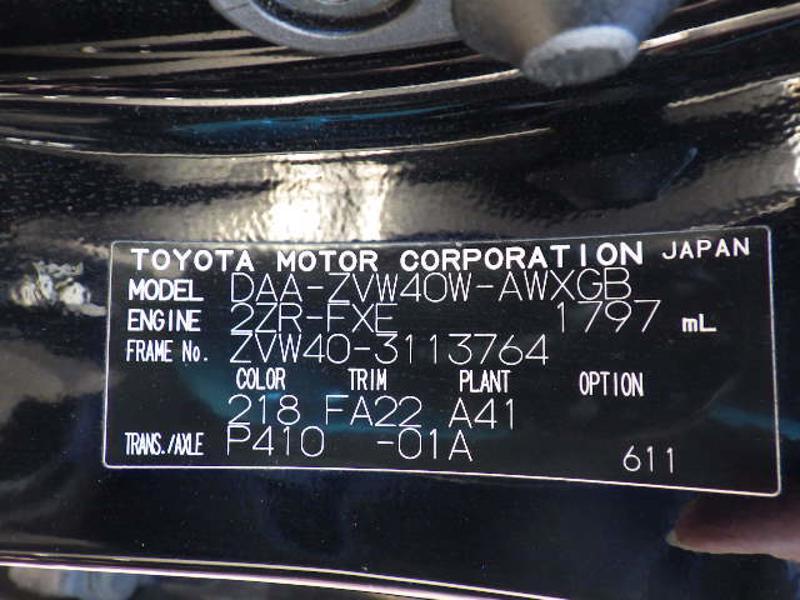 TOYOTA MOTOR CORPORATION JAPAN
MODEL DAA-ZVW40W-AWXGB
ENGINE 2ZR-FXE 1797 mL
FRAME No. ZVW40-3113764
COLOR TRIM PLANT OPTION
218 FA22 A41
TRANS./AXLE P410 -01A 611